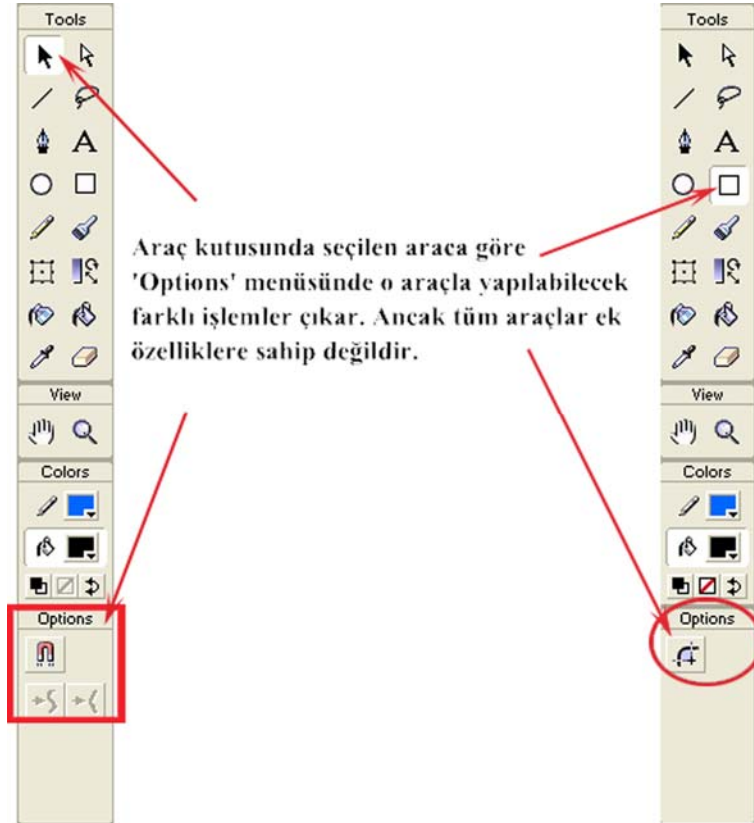 Tools
Tools
Araç kutusunda seçilen araca göre
'Options' menüsünde o araçla yapılabilecek
farklı işlemler çıkar. Ancak tüm araçlar ek
özelliklere sahip değildir.
View
View
Colors
Colors
Options
Options